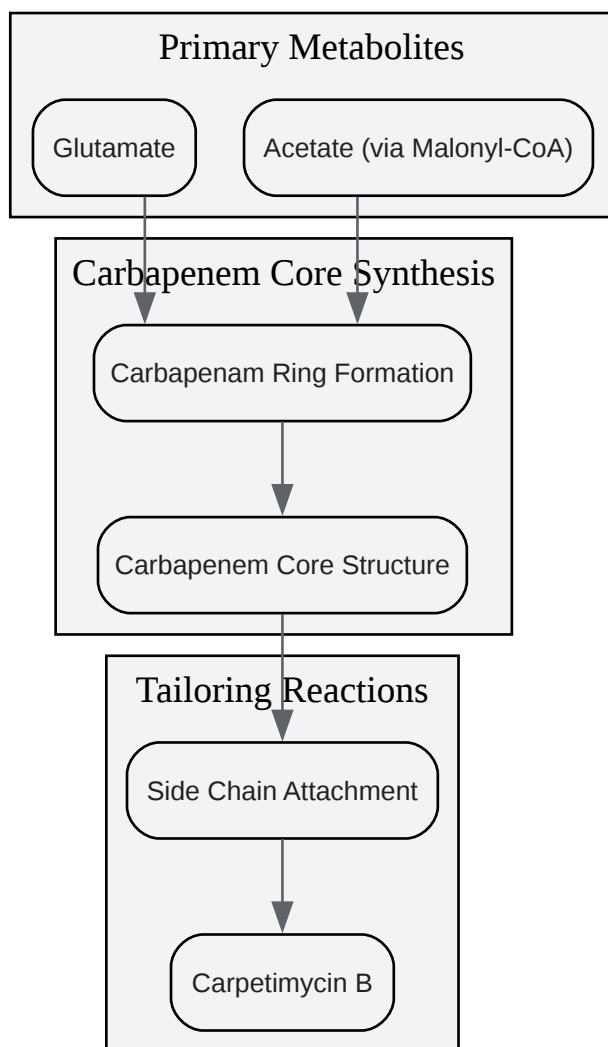 Primary Metabolites
Glutamate
Acetate (via Malonyl-CoA)
Carbapenem Core Synthesis
Carbapenam Ring Formation
Carbapenem Core Structure
Tailoring Reactions
Side Chain Attachment
Carpetimycin B